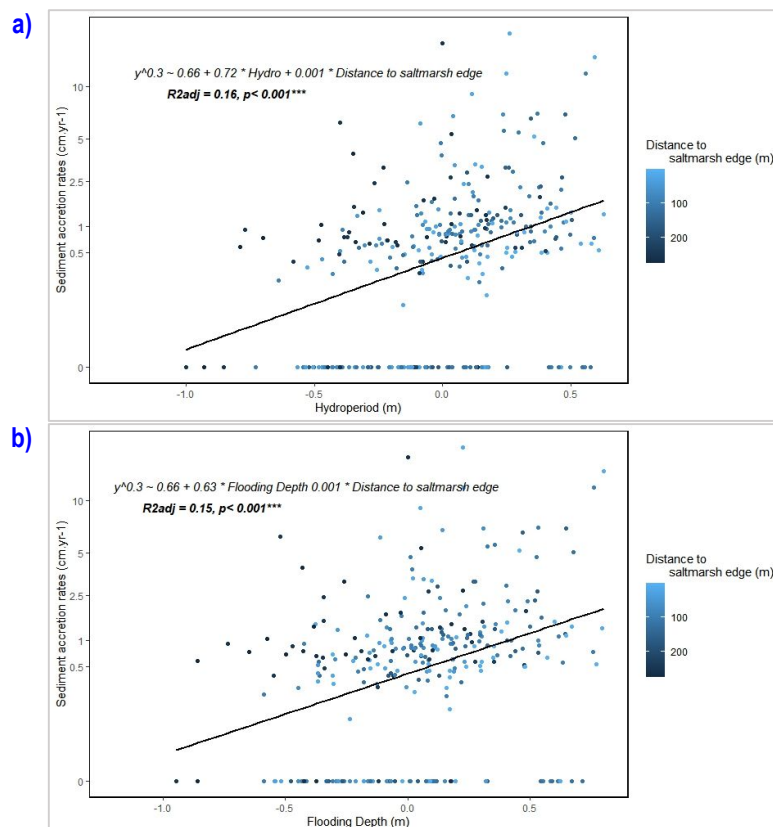 a)
y^0.3 ~ 0.66 + 0.72 * Hydro + 0.001 * Distance to saltmarsh edge
R2adj = 0.16, p< 0.001***
Sediment accretion rates (cm.yr-1)
10
5
2.5
1
0.5
0
-1.0 -0.5 0.0 0.5
Hydroperiod (m)
Distance to
saltmarsh edge (m)
100
200
b)
y^0.3 ~ 0.66 + 0.63 * Flooding Depth 0.001 * Distance to saltmarsh edge
R2adj = 0.15, p< 0.001***
Sediment accretion rates (cm.yr-1)
10
5
2.5
1
0.5
0
-1.0 -0.5 0.0 0.5
Flooding Depth (m)
Distance to
saltmarsh edge (m)
100
200